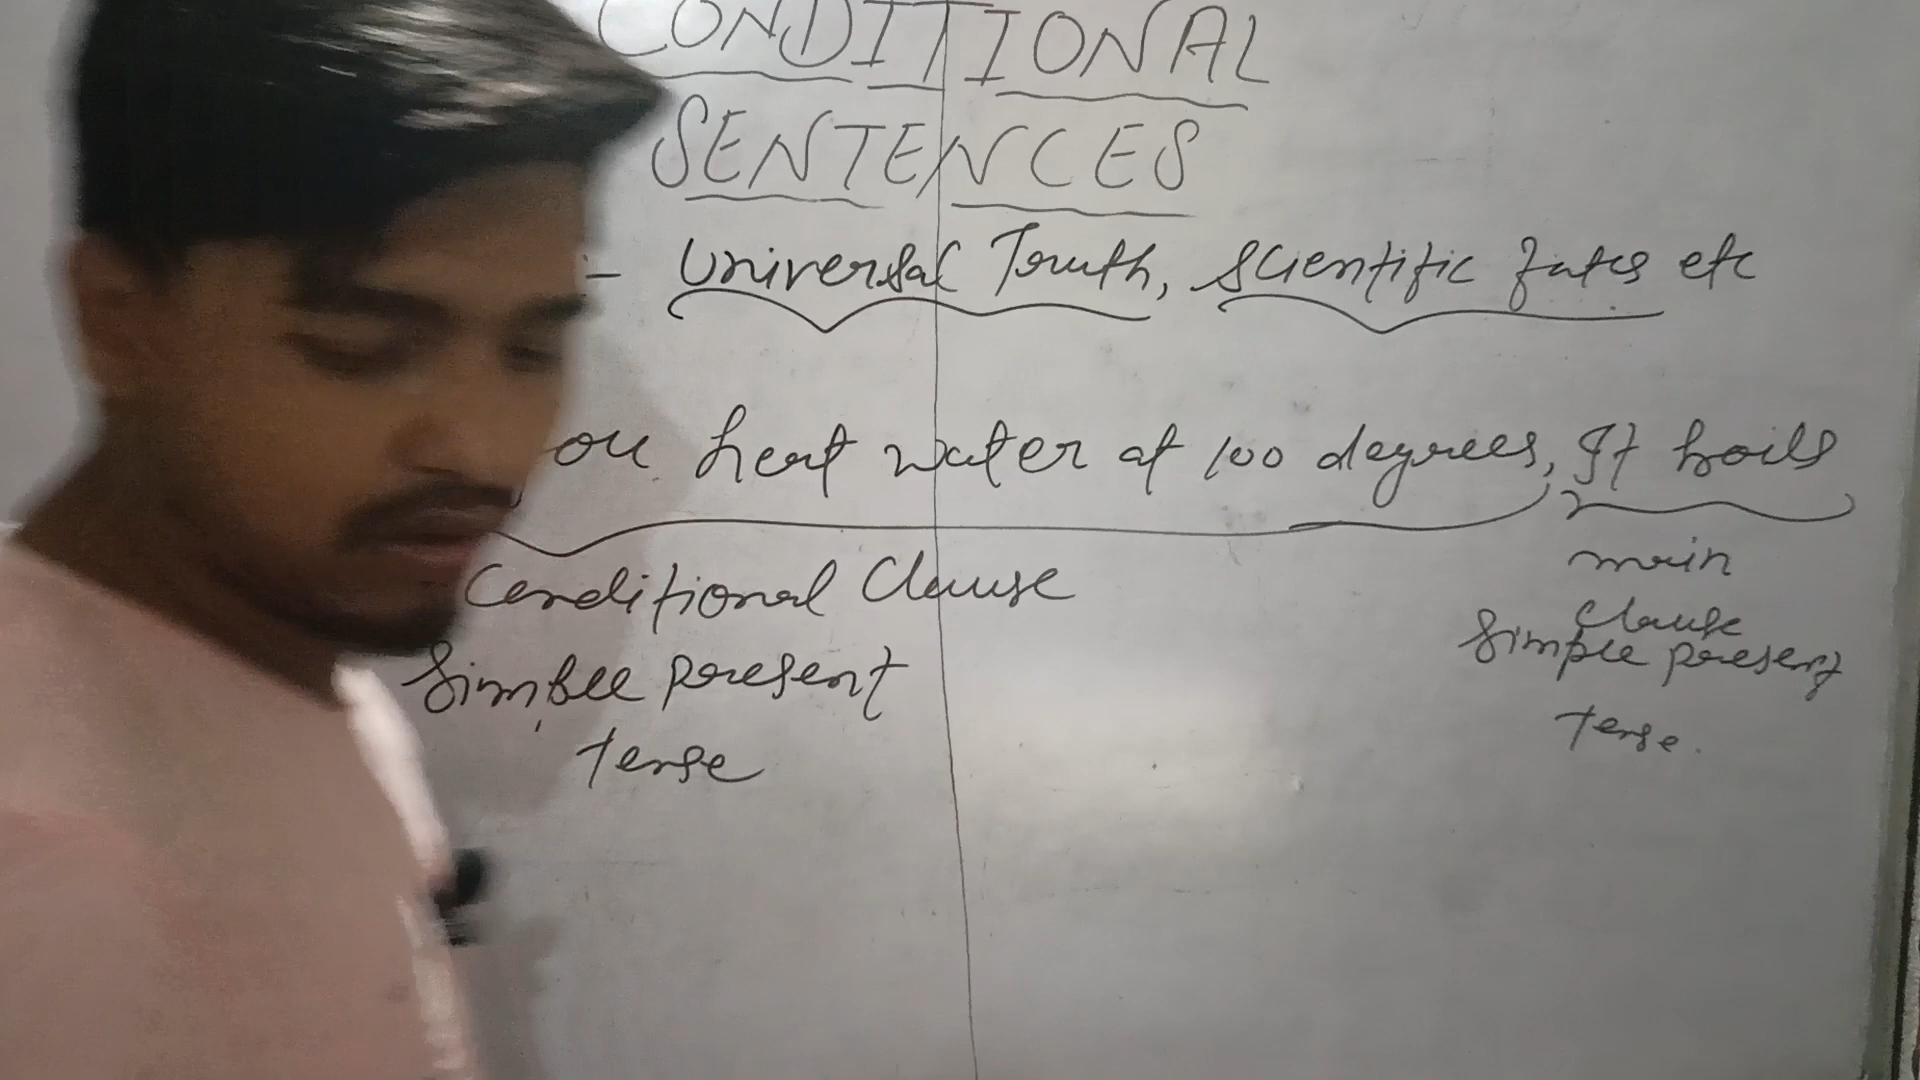 CONDITIONAL
SENTENCES
- Universal Truth, Scientific fates etc
you heat water at 100 degrees, It boils
Conditional Clause
main
clause
Simple present
tense
Simple present
Tense.